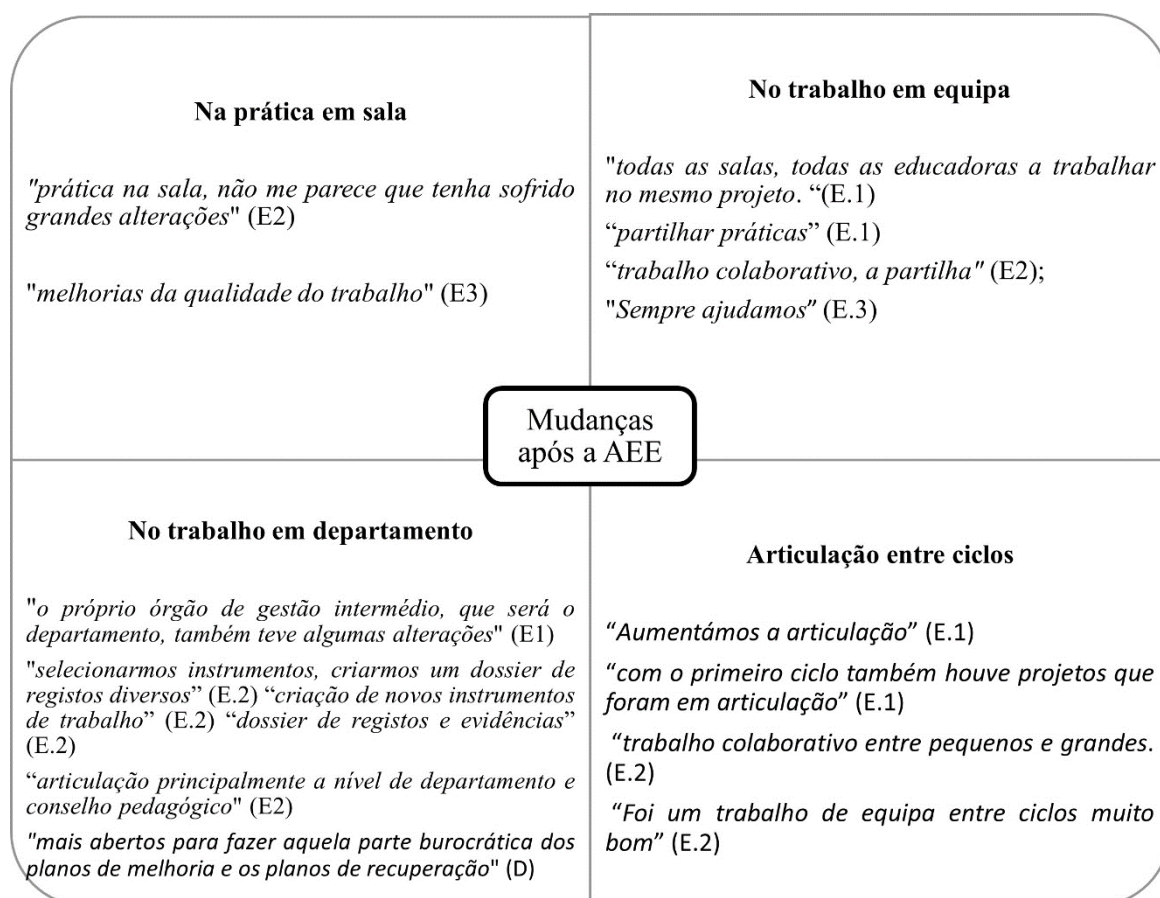 Na prática em sala
"prática na sala, não me parece que tenha sofrido
grandes alterações" (E2)
"melhorias da qualidade do trabalho" (E3)
No trabalho em equipa
"todas as salas, todas as educadoras a trabalhar
no mesmo projeto. “(E.1)
“partilhar práticas” (E.1)
“trabalho colaborativo, a partilha" (E2);
"Sempre ajudamos” (E.3)
Mudanças
após a AEE
No trabalho em departamento
"o próprio órgão de gestão intermédio, que será o
departamento, também teve algumas alterações" (E1)
"selecionarmos instrumentos, criarmos um dossier de
registos diversos” (E.2) “criação de novos instrumentos
de trabalho” (E.2) “dossier de registos e evidências”
(E.2)
“articulação principalmente a nível de departamento e
conselho pedagógico" (E2)
"mais abertos para fazer aquela parte burocrática dos
planos de melhoria e os planos de recuperação" (D)
Articulação entre ciclos
“Aumentámos a articulação” (E.1)
“com o primeiro ciclo também houve projetos que
foram em articulação” (E.1)
“trabalho colaborativo entre pequenos e grandes.
(E.2)
“Foi um trabalho de equipa entre ciclos muito
bom” (E.2)